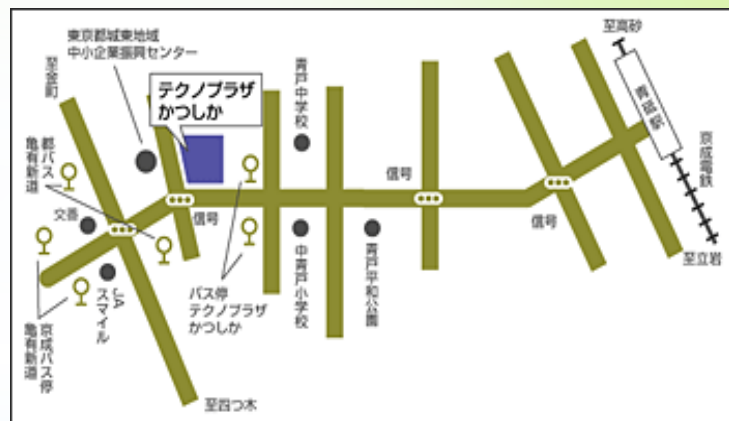 東京都城東地域
中小企業振興センター
至金町
テクノプラザ
かつしか
青戸中学校
至高砂
青砥駅
京成電鉄
都バス
亀有新道
交番
信号
信号
信号
至立岩
JA
スマイル
バス停
テクノプラザ
かつしか
中青戸小学校
青戸平和公園
京成バス停
亀有新道
至四つ木